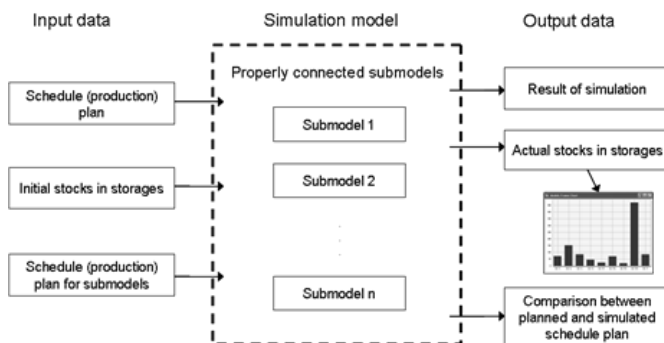 Input data
Simulation model
Output data
Properly connected submodels
Schedule (production)
plan
Initial stocks in storages
Schedule (production)
plan for submodels
Submodel 1
Submodel 2
Submodel n
Result of simulation
Actual stocks in storages
Comparison between
planned and simulated
schedule plan